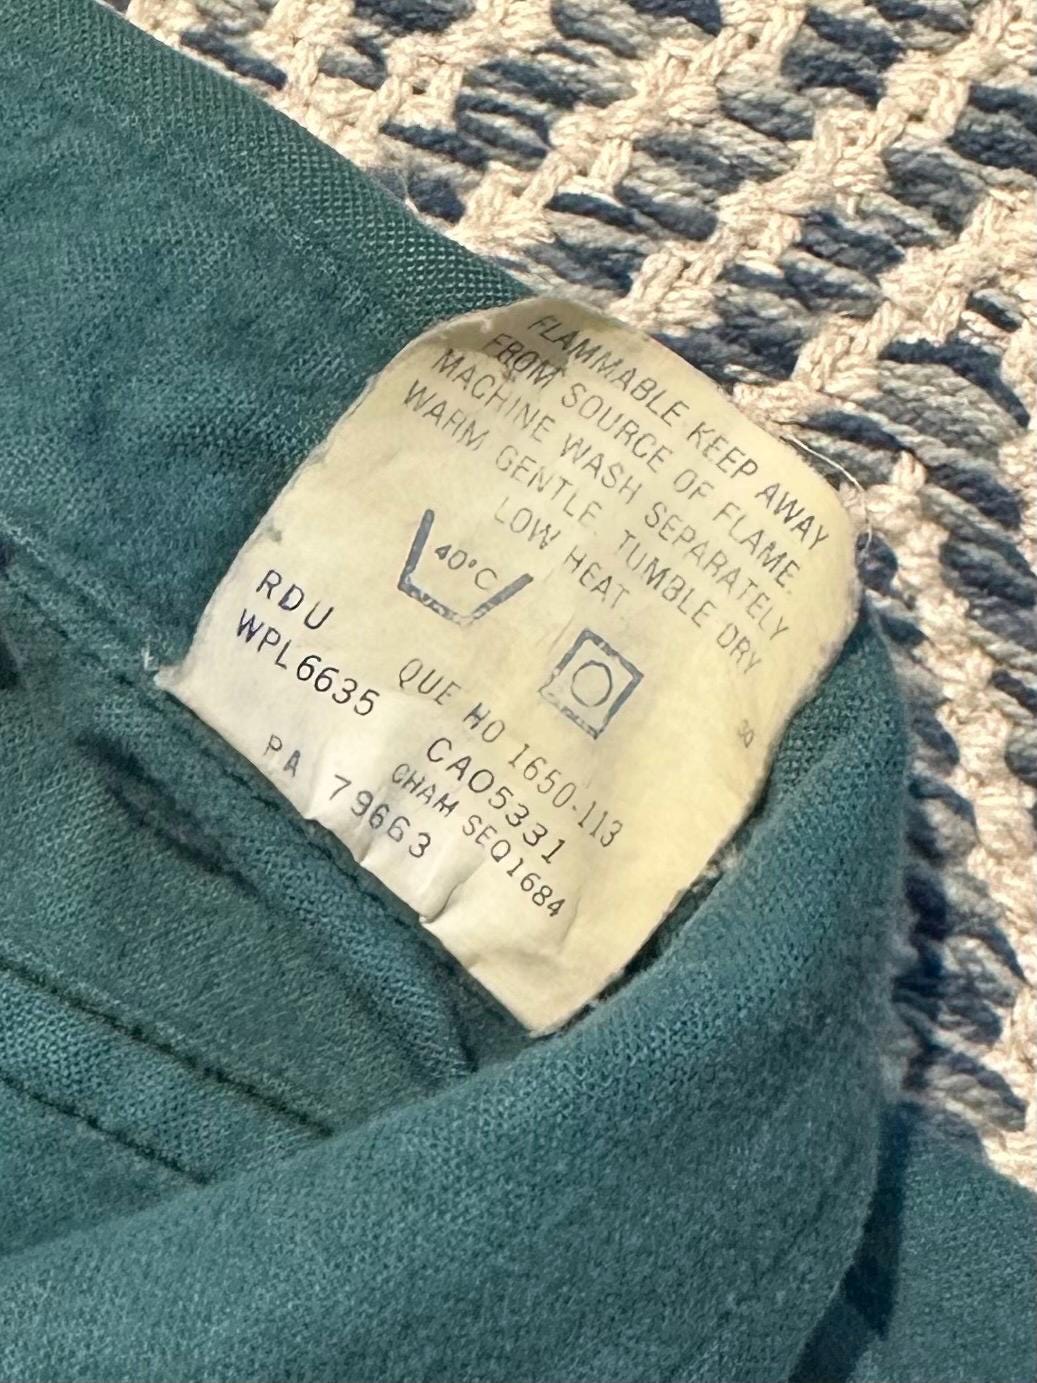 FLAMMABLE KEEP AWAY
FROM SOURCE OF FLAME.
MACHINE WASH SEPARATELY
WARM GENTLE. TUMBLE DRY
LOW HEAT.
40°C
30
RDU
WPL6635
QUE HO 1650-113
CA05331
CHAM SEQ1684
PA 79663